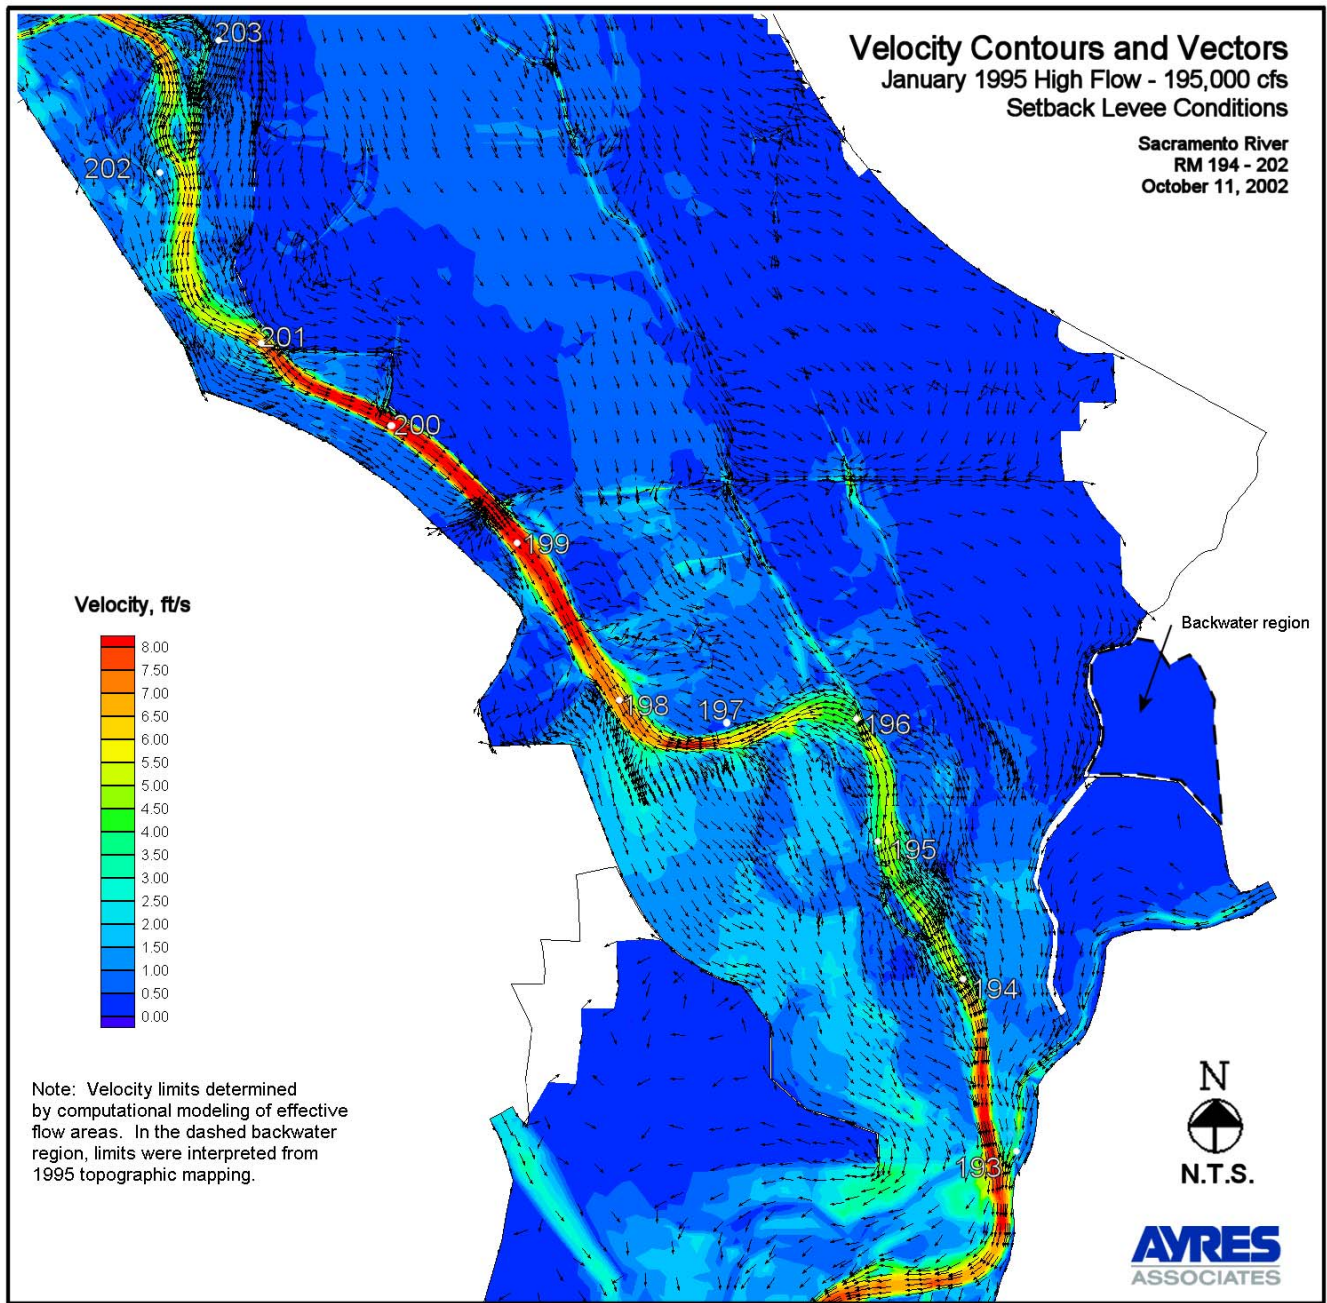 203
Velocity Contours and Vectors
January 1995 High Flow - 195,000 cfs
Setback Levee Conditions
Sacramento River
RM 194 - 202
October 11, 2002
202
201
200
199
Velocity, ft/s
8.00
7.50
7.00
6.50
6.00
5.50
5.00
4.50
4.00
3.50
3.00
2.50
2.00
1.50
1.00
0.50
0.00
Backwater region
198
197
196
195
194
193
Note: Velocity limits determined
by computational modeling of effective
flow areas. In the dashed backwater
region, limits were interpreted from
1995 topographic mapping.
N
N.T.S.
AYRES
ASSOCIATES